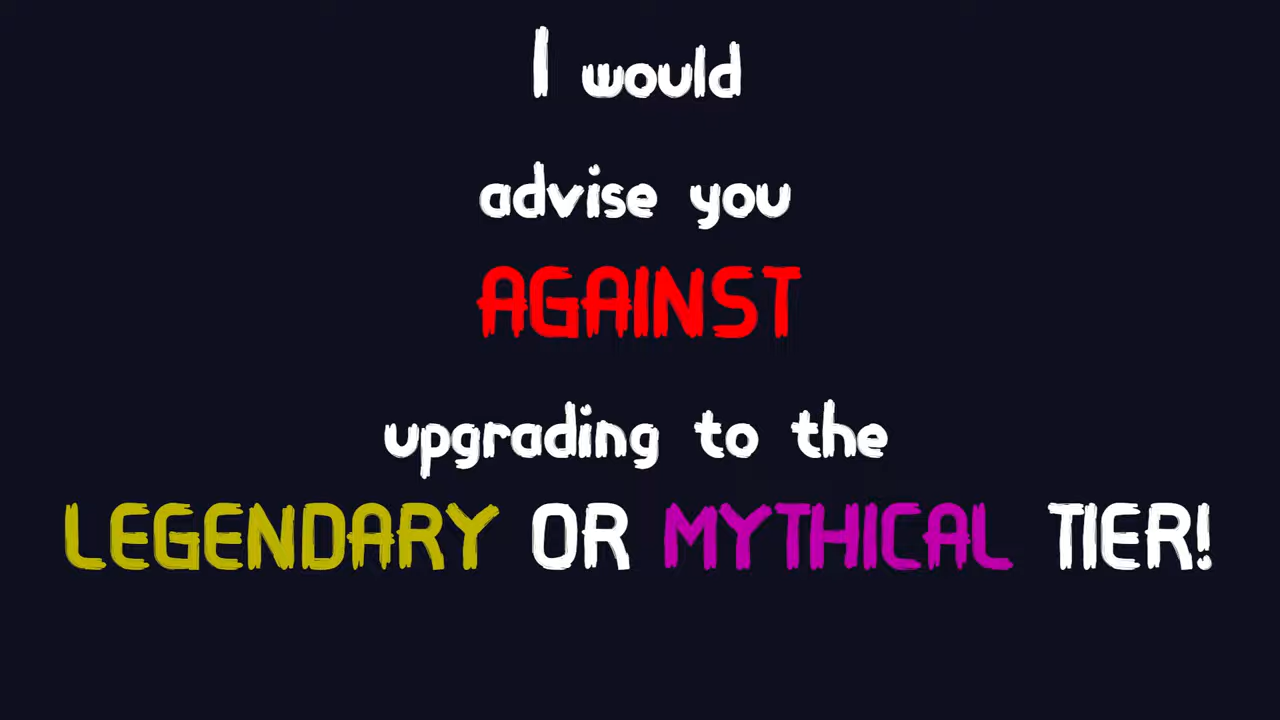 I would
advise you
AGAINST
upgrading to the
LEGENDARY OR MYTHICAL TIER!